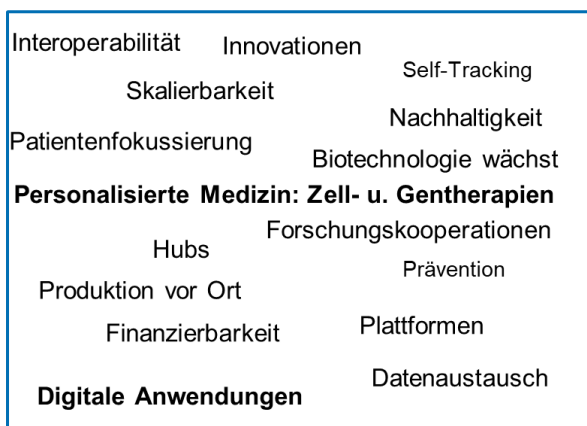 Interoperabilität
Innovationen
Self-Tracking
Skalierbarkeit
Nachhaltigkeit
Patientenfokussierung
Biotechnologie wächst
Personalisierte Medizin: Zell- u. Gentherapien
Forschungskooperationen
Hubs
Prävention
Produktion vor Ort
Plattformen
Finanzierbarkeit
Datenaustausch
Digitale Anwendungen